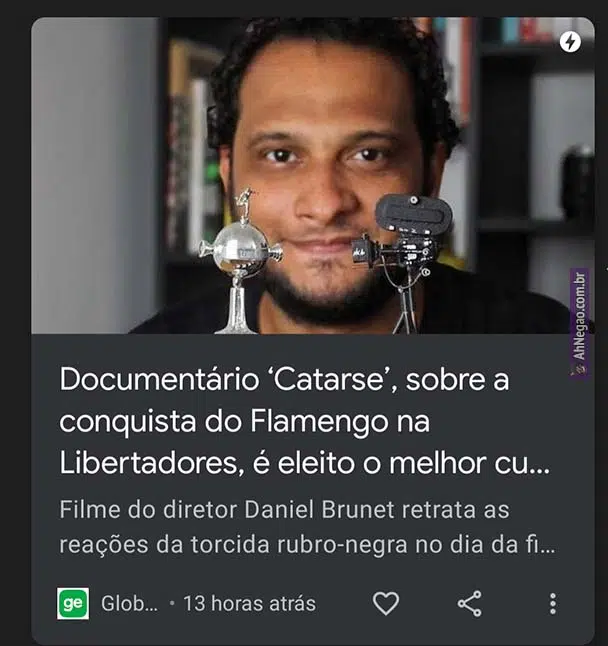 AhNegao.com.br
Documentário ‘Catarse’, sobre a
conquista do Flamengo na
Libertadores, é eleito o melhor cu...
Filme do diretor Daniel Brunet retrata as
reações da torcida rubro-negra no dia da fi...
ge Glob... • 13 horas atrás